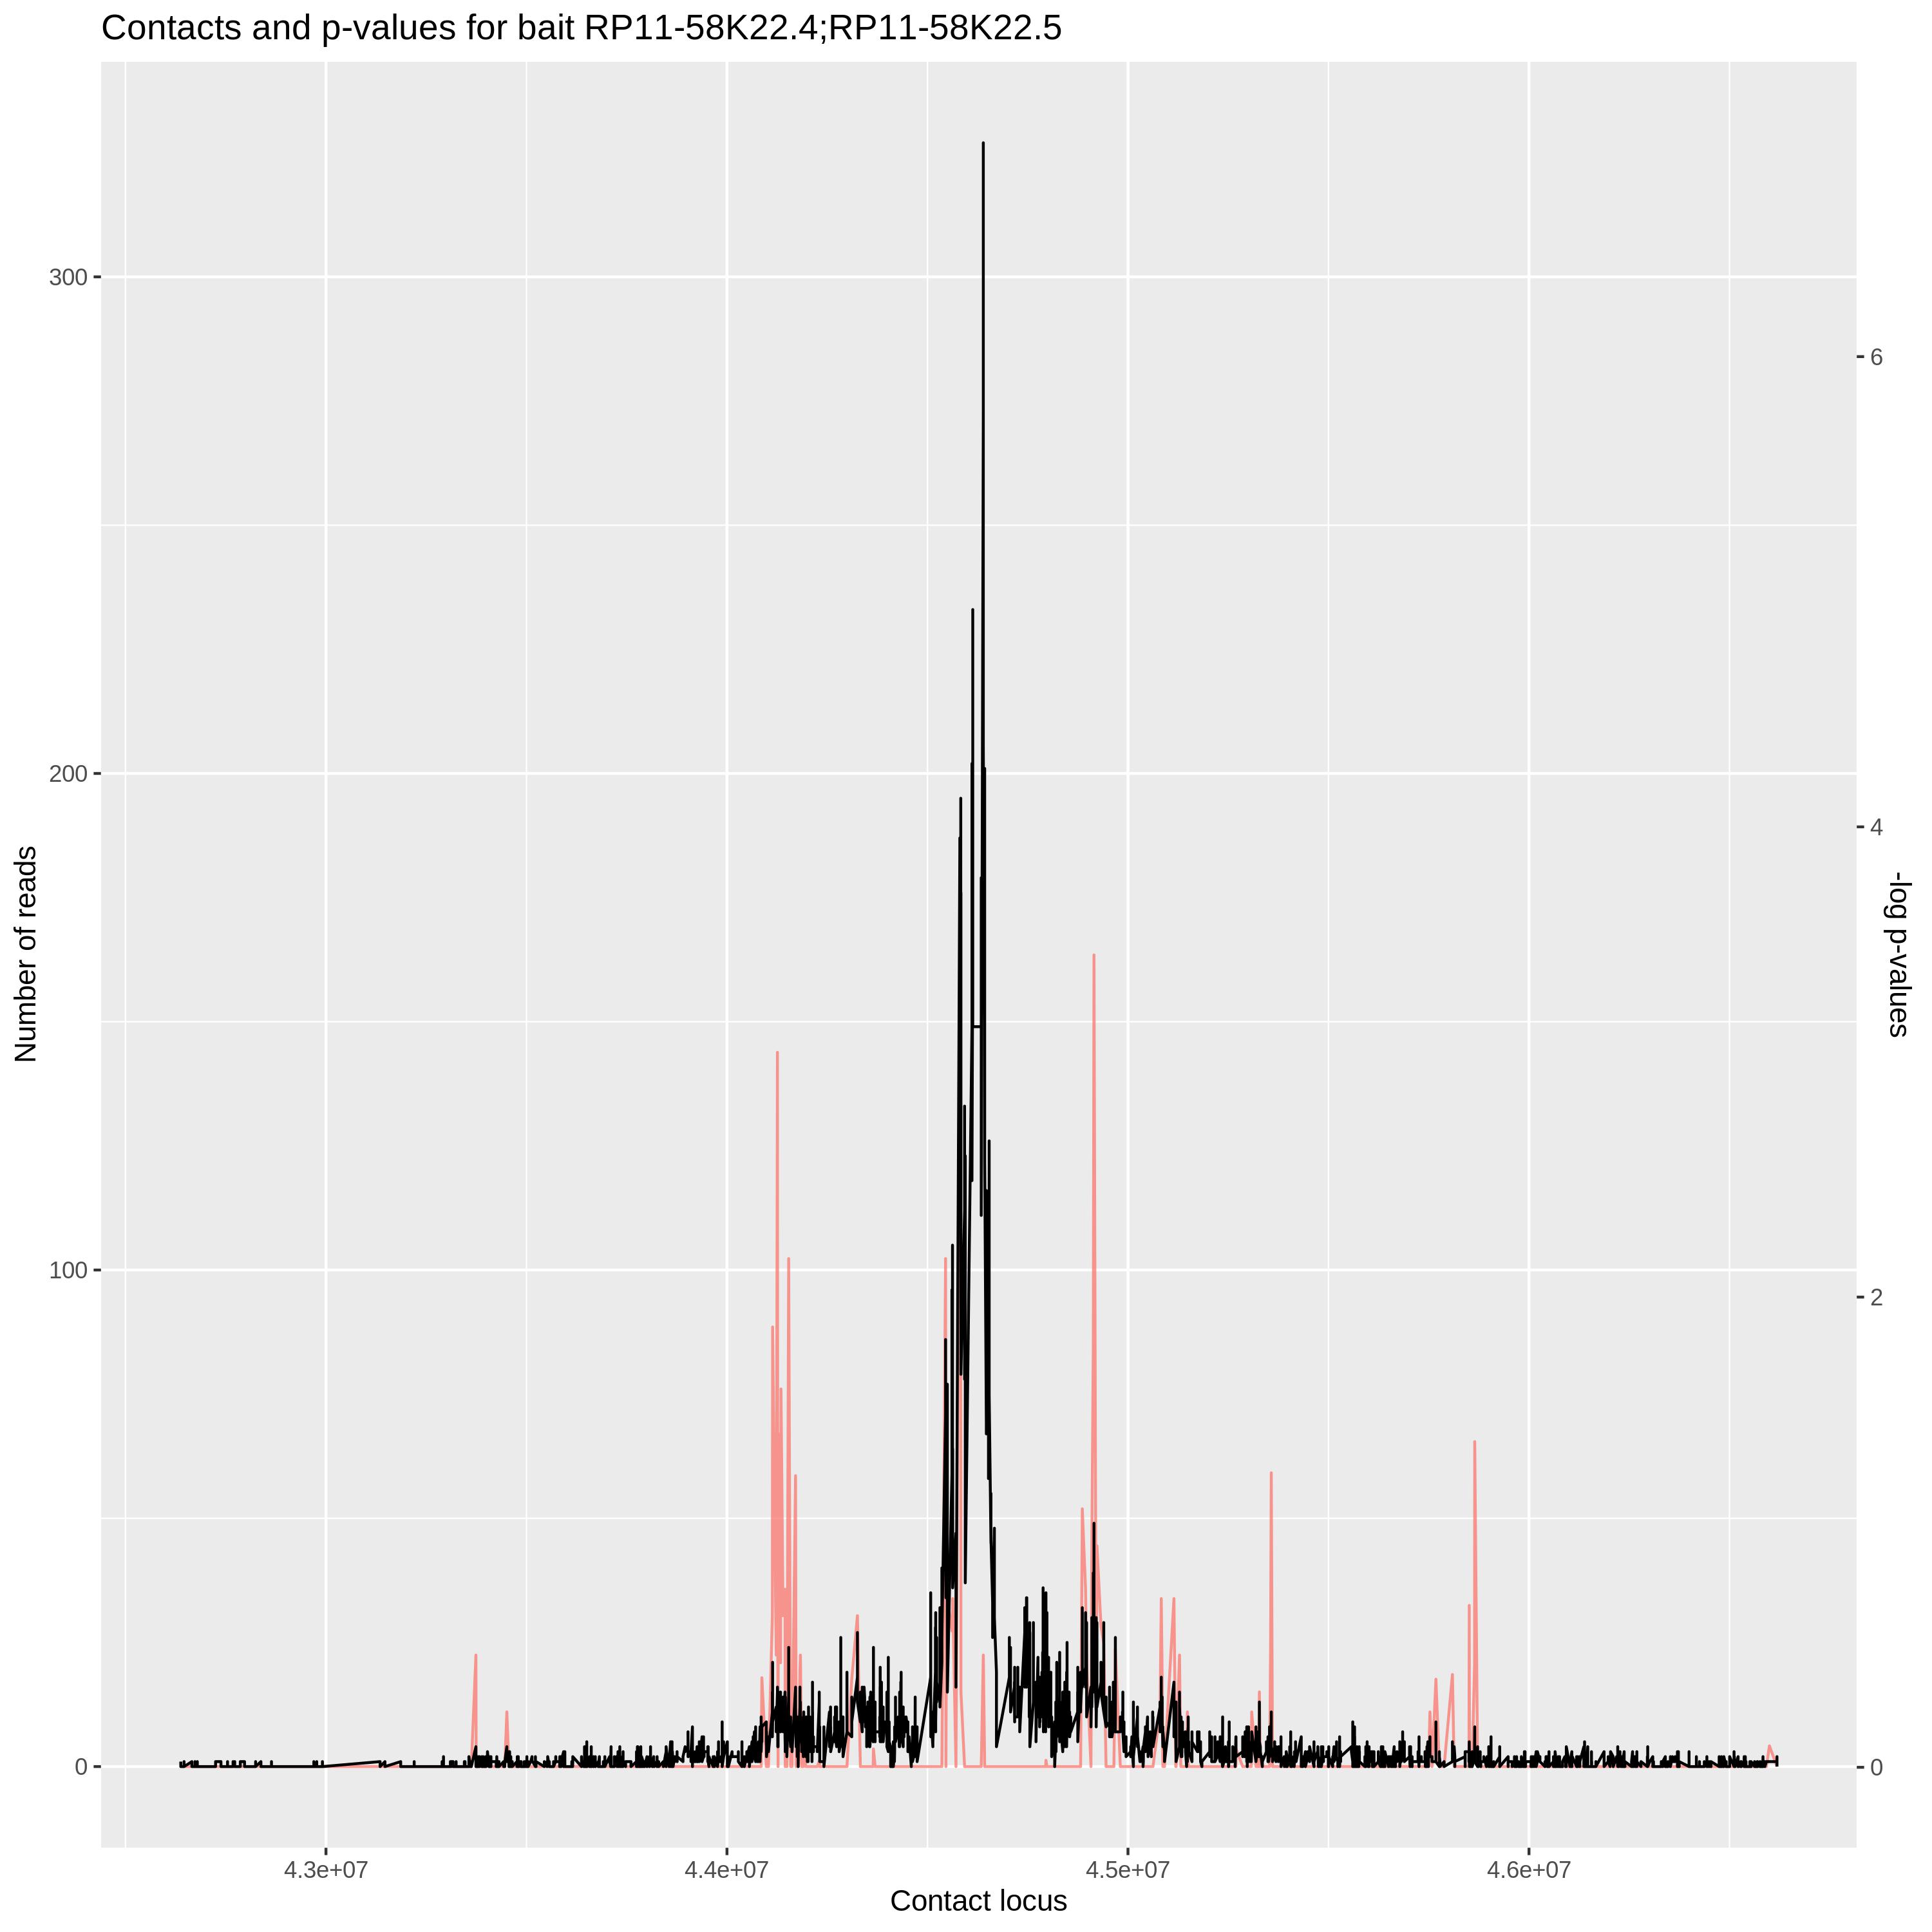 Contacts and p-values for bait RP11-58K22.4;RP11-58K22.5
300
200
100
0
6
4
2
0
Number of reads
-log p-values
4.3e+07
4.4e+07
4.5e+07
4.6e+07
Contact locus